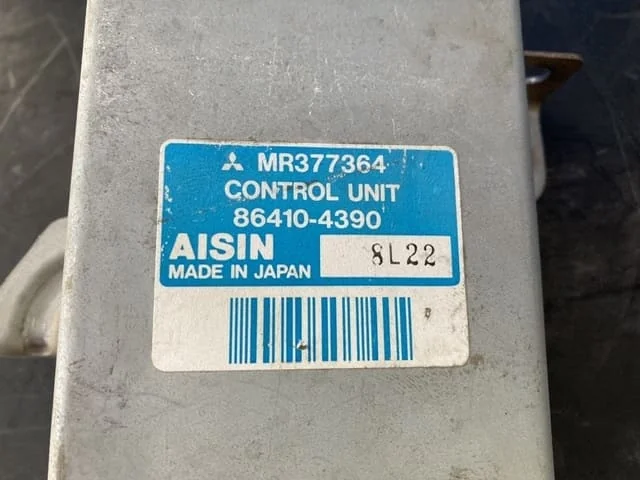 MR377364
CONTROL UNIT
86410-4390
AISIN
MADE IN JAPAN
8L22